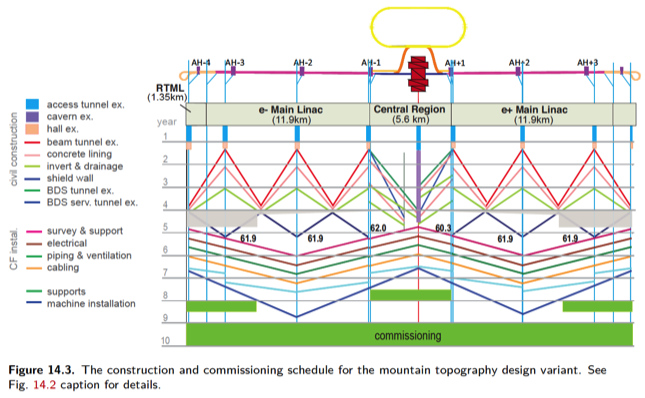 AH-4 AH-3 AH-2 AH-1 AH+1 AH+2 AH+3
RTML
(1.35km)
e- Main Linac
(11.9km)
Central Region
(5.6 km)
e+ Main Linac
(11.9km)
year
1
2
3
4
5
6
7
8
9
10
civil construction
access tunnel ex.
cavern ex.
hall ex.
beam tunnel ex.
concrete lining
invert & drainage
shield wall
BDS tunnel ex.
BDS serv. tunnel ex.
CF instal.
survey & support
electrical
piping & ventilation
cabling
supports
machine installation
61.9 61.9 62.0 60.3 61.9 61.9
commissioning
Figure 14.3. The construction and commissioning schedule for the mountain topography design variant. See
Fig. 14.2 caption for details.